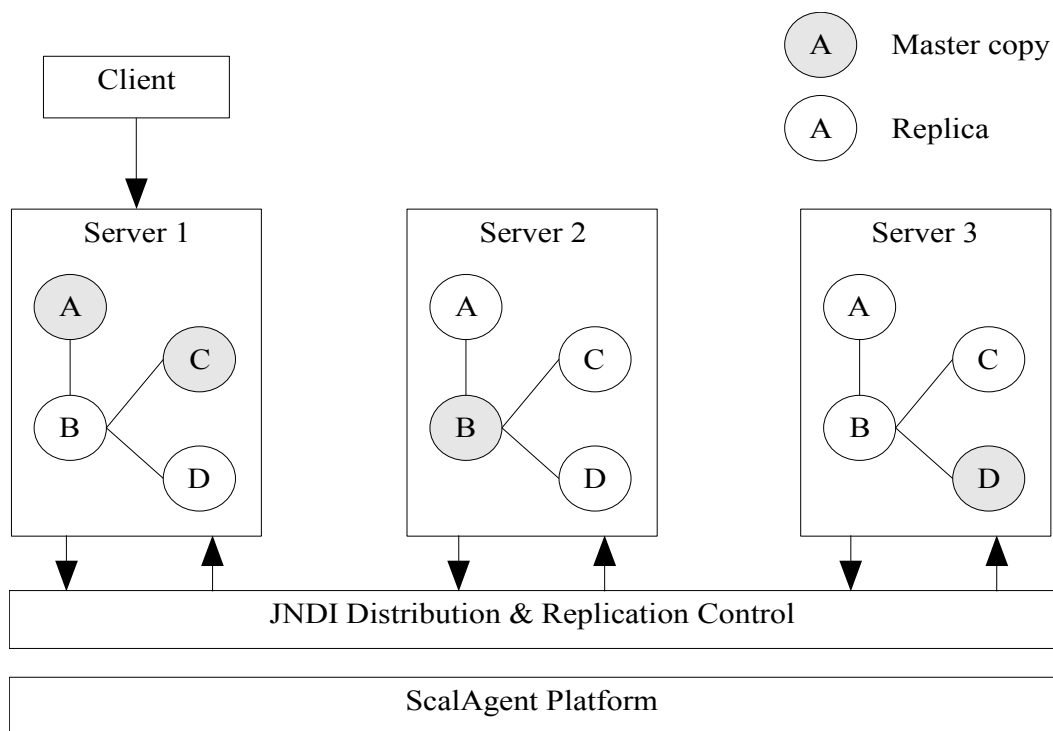 A Master copy
Client
A Replica
Server 1
Server 2
Server 3
A
C
B
D
A
C
B
D
A
C
B
D
JNDI Distribution & Replication Control
ScalAgent Platform